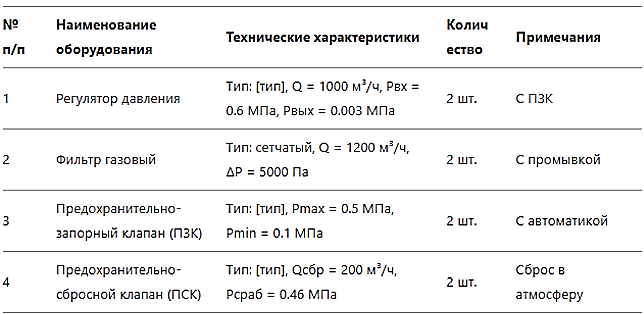 № п/п | Наименование оборудования | Технические характеристики | Колич ество | Примечания
1 | Регулятор давления | Тип: [тип], Q = 1000 м³/ч, Pвх = 0.6 МПа, Pвых = 0.003 МПа | 2 шт. | С ПЗК
2 | Фильтр газовый | Тип: сетчатый, Q = 1200 м³/ч, ΔP = 5000 Па | 2 шт. | С промывкой
3 | Предохранительно-запорный клапан (ПЗК) | Тип: [тип], Pmax = 0.5 МПа, Pmin = 0.1 МПа | 2 шт. | С автоматикой
4 | Предохранительно-сбросной клапан (ПСК) | Тип: [тип], Qсбр = 200 м³/ч, Pсраб = 0.46 МПа | 2 шт. | Сброс в атмосферу